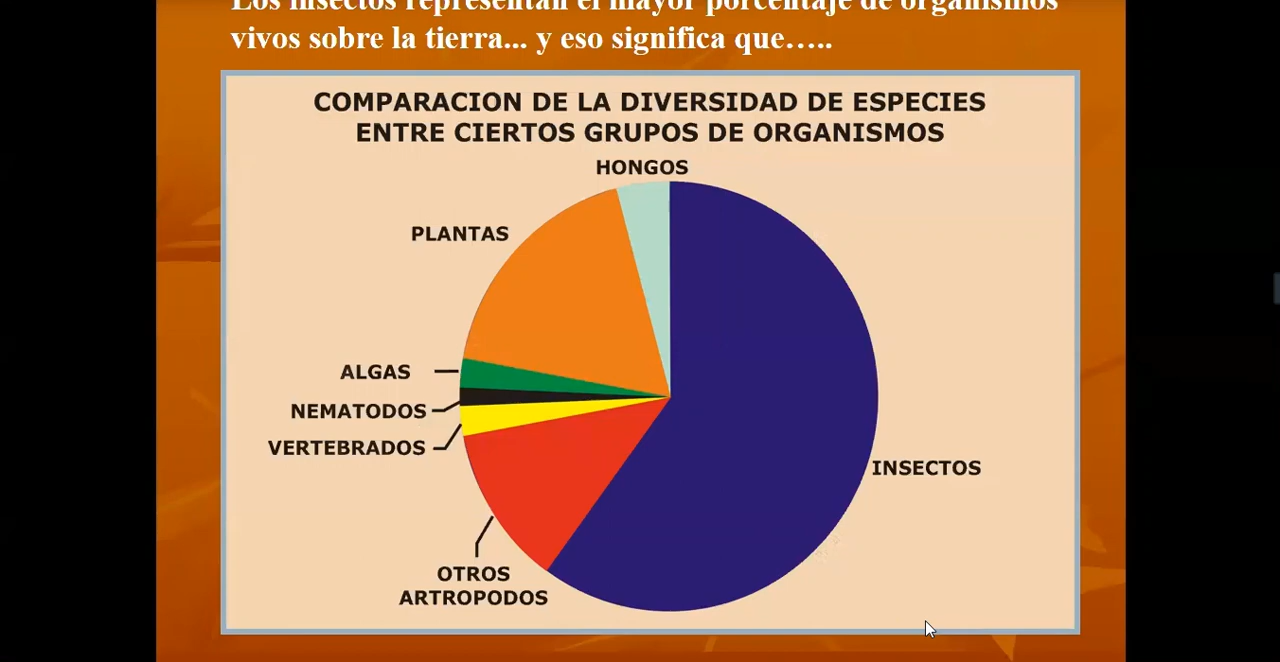 Los insectos representan el mayor porcentaje de organismos
vivos sobre la tierra... y eso significa que…..
COMPARACION DE LA DIVERSIDAD DE ESPECIES
ENTRE CIERTOS GRUPOS DE ORGANISMOS
HONGOS
PLANTAS
ALGAS
NEMATODOS
VERTEBRADOS
INSECTOS
OTROS
ARTROPODOS